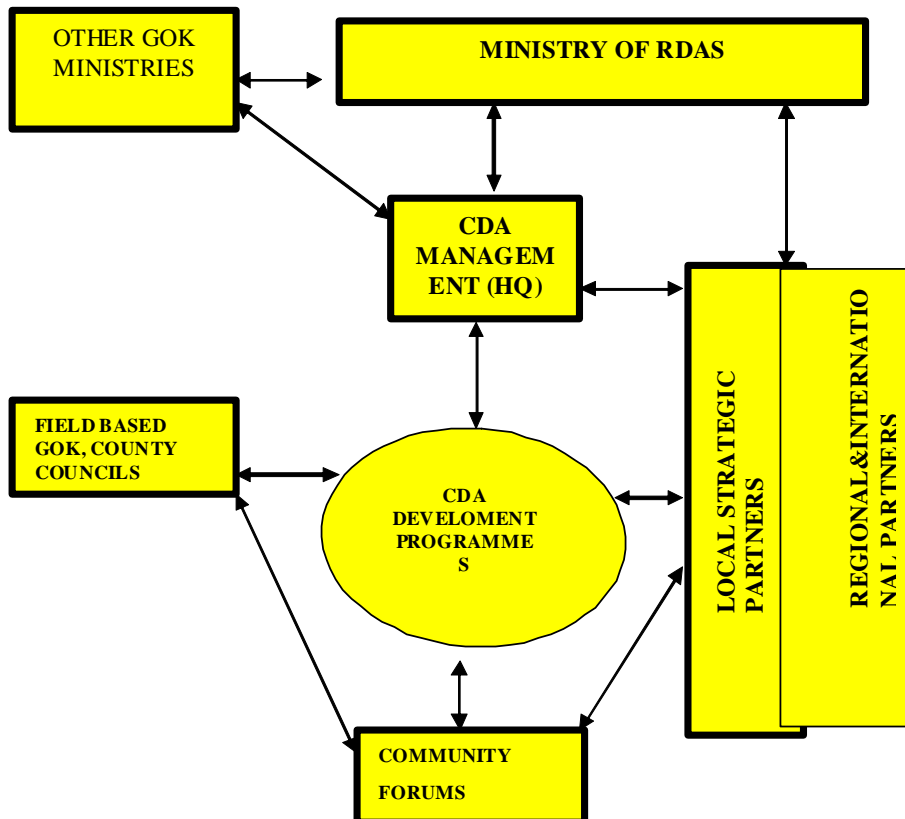 OTHER GOK
MINISTRIES
MINISTRY OF RDAS
CDA
MANAGEM
ENT (HQ)
LOCAL STRATEGIC
PARTNERS
REGIONAL&INTERNATIO
NAL PARTNERS
FIELD BASED
GOK, COUNTY
COUNCILS
CDA
DEVELOMENT
PROGRAMME
S
COMMUNITY
FORUMS